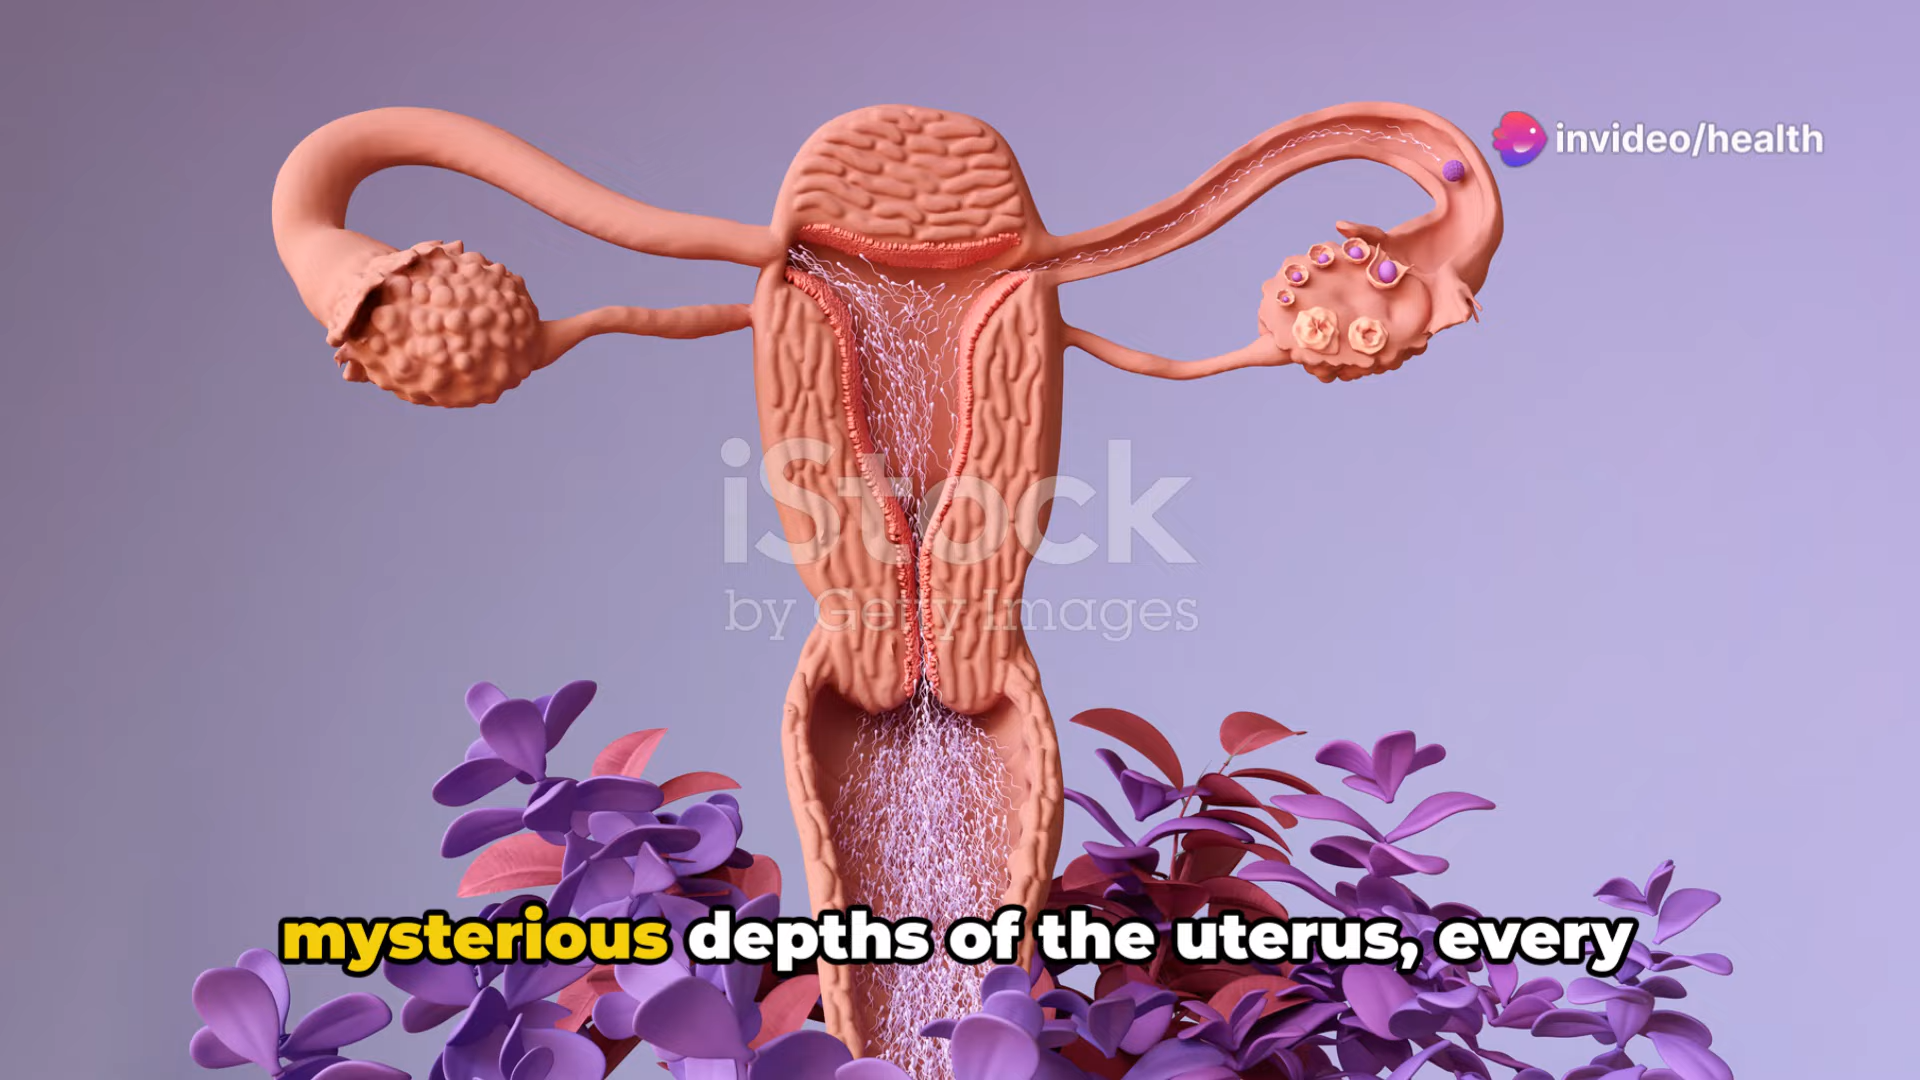 invideo/health
iStock
by Getty Images
mysterious depths of the uterus, every